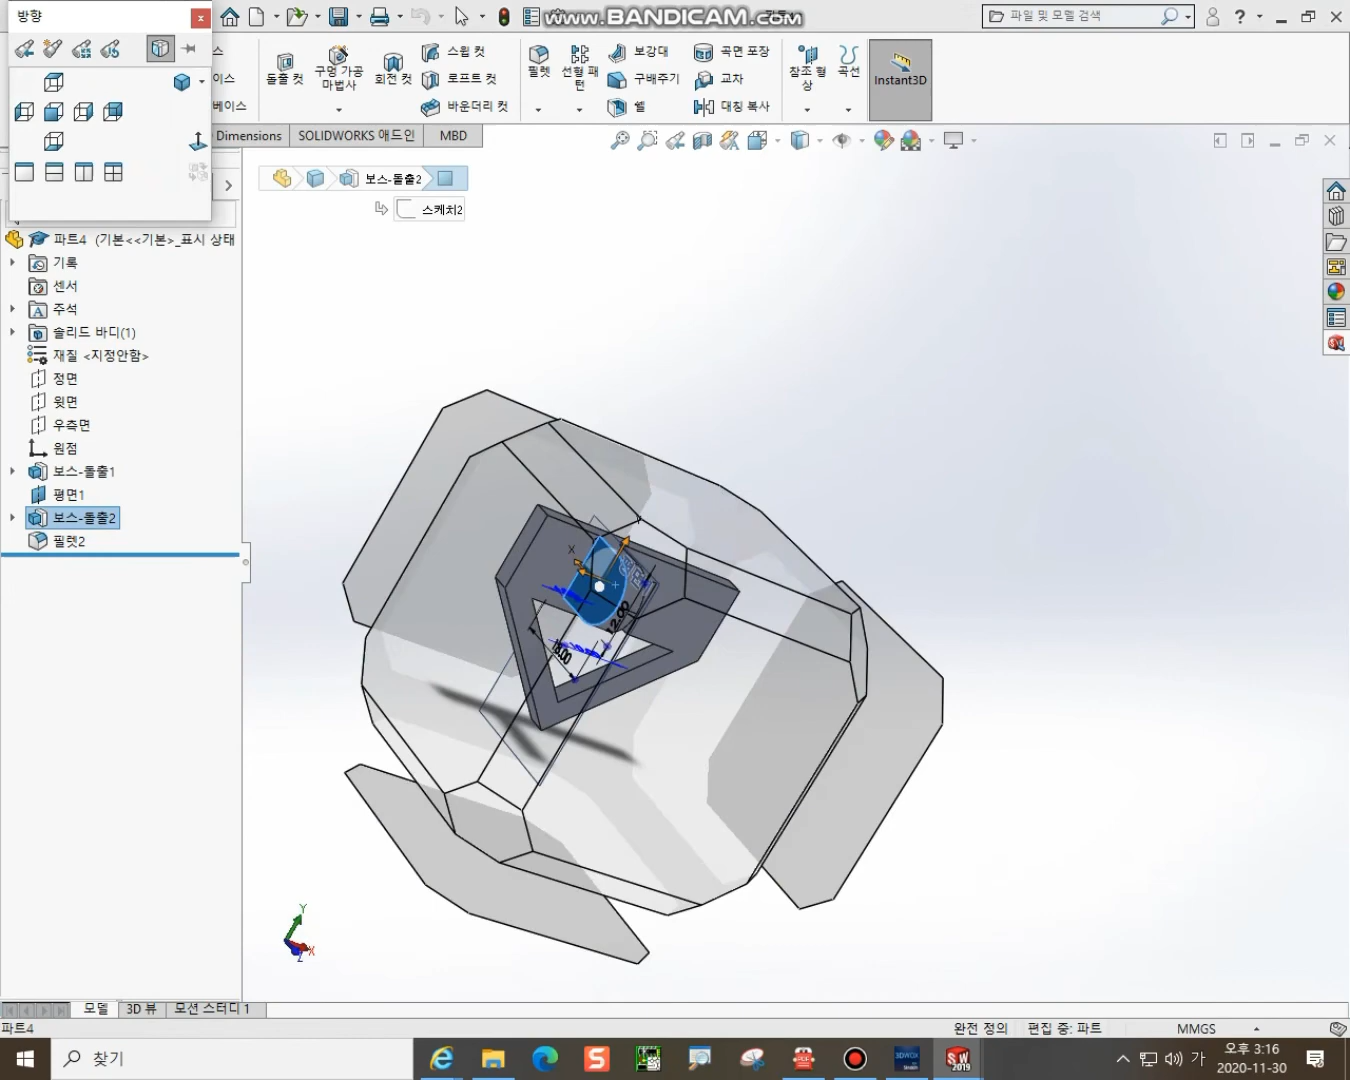 방향
www.BANDICAM.com
파일 및 모델 검색
스
이스
베이스
돌출 컷
구멍 가공 마법사
회전 컷
스윕 컷
로프트 컷
바운더리 컷
필렛
선형 패턴
보강대
구배주기
쉘
곡면 포장
교차
대칭 복사
참조 형상
곡선
Instant3D
Dimensions
SOLIDWORKS 애드인
MBD
보스-돌출2
스케치2
파트4 (기본<<기본>_표시 상태
기록
센서
주석
솔리드 바디(1)
재질 <지정안함>
정면
윗면
우측면
원점
보스-돌출1
평면1
보스-돌출2
필렛2
X
18.00
Y
X
Z
모델
3D 뷰
모션 스터디 1
파트4
완전 정의
편집 중: 파트
MMGS
찾기
가
오후 3:16
2020-11-30